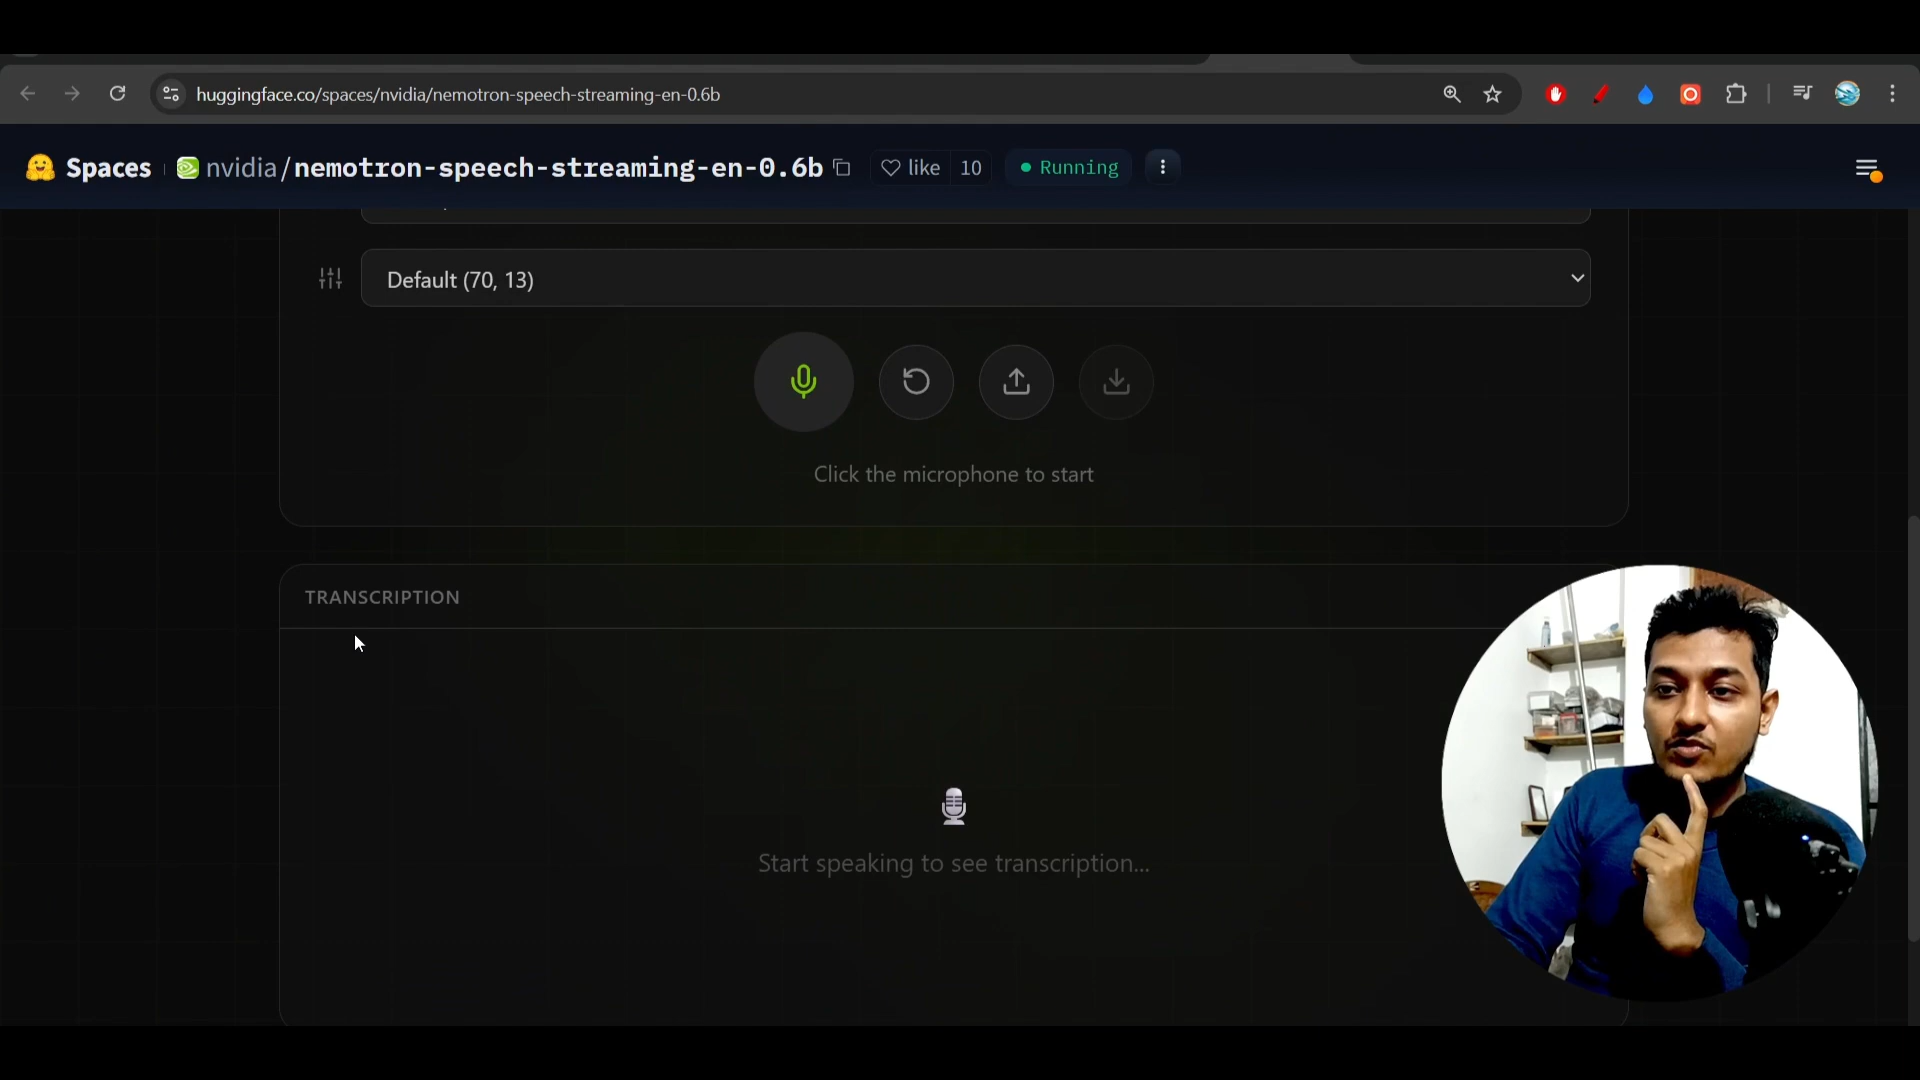 huggingface.co/spaces/nvidia/nemotron-speech-streaming-en-0.6b
Spaces nvidia/nemotron-speech-streaming-en-0.6b like 10 Running
Default (70, 13)
Click the microphone to start
TRANSCRIPTION
Start speaking to see transcription...